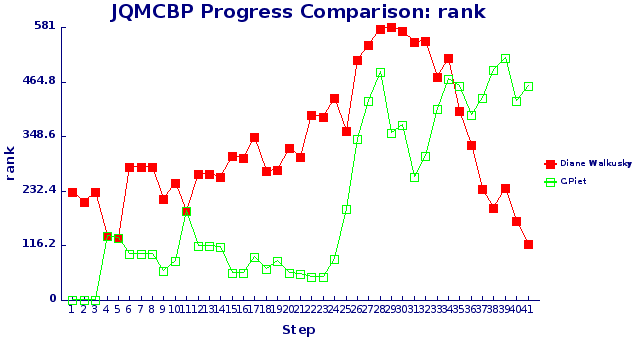 JQMCBP Progress Comparison: rank
581
464.8
348.6
232.4
116.2
0
rank
1 2 3 4 5 6 7 8 9 10 11 12 13 14 15 16 17 18 19 20 21 22 23 24 25 26 27 28 29 30 31 32 33 34 35 36 37 38 39 40 41
Step
Diane Walkusky
C.Piet